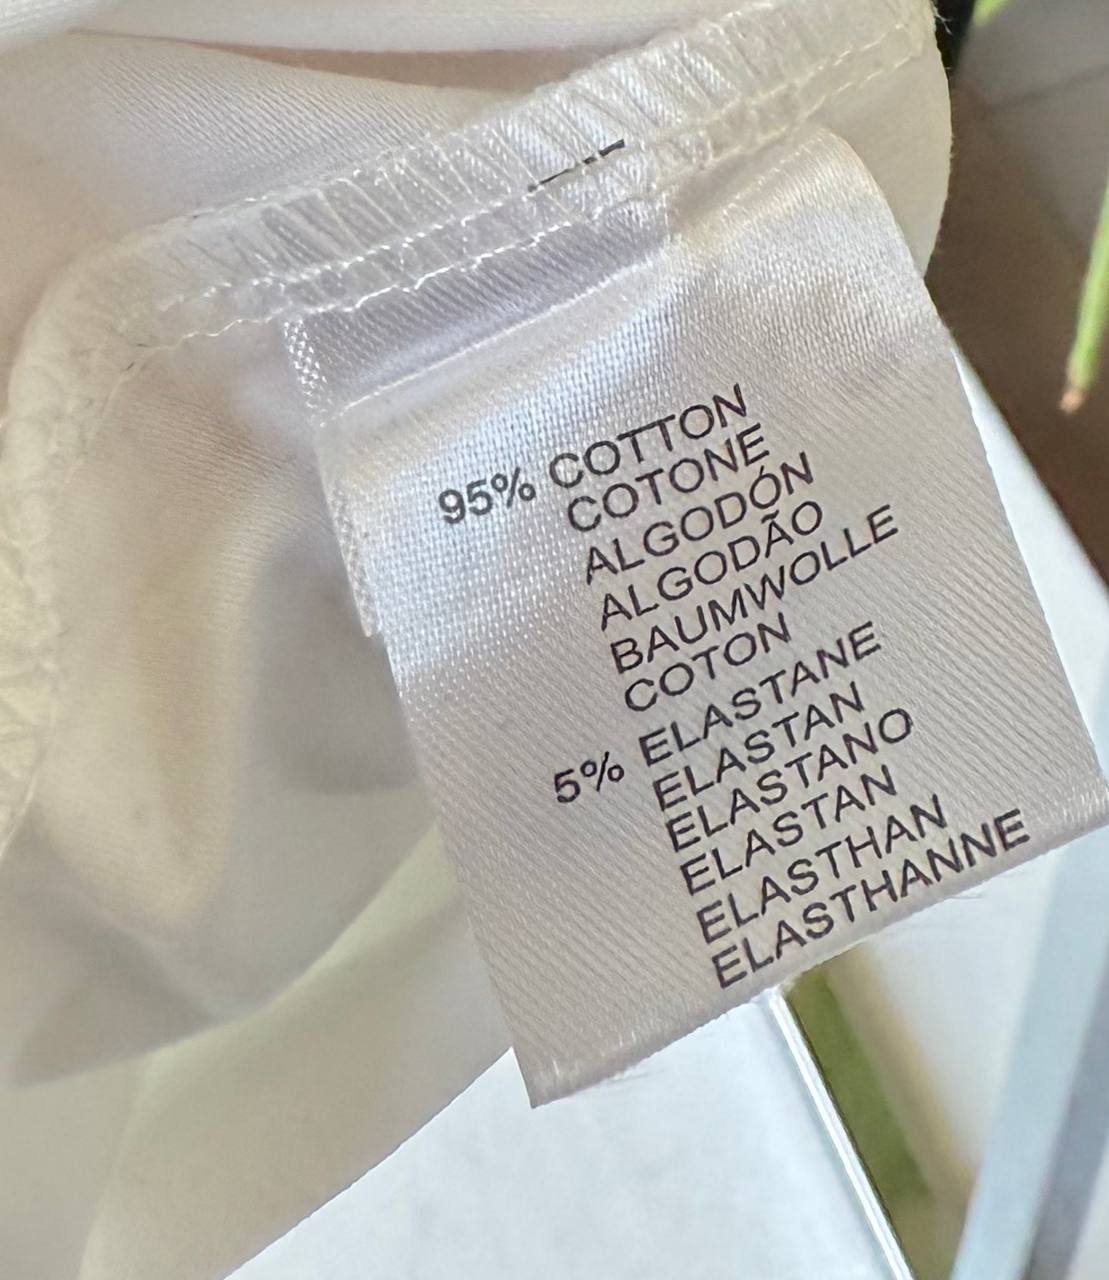 95% COTTON
COTONE
ALGODÓN
ALGODÃO
BAUMWOLLE
COTON
5% ELASTANE
ELASTAN
ELASTANO
ELASTAN
ELASTHAN
ELASTHANNE